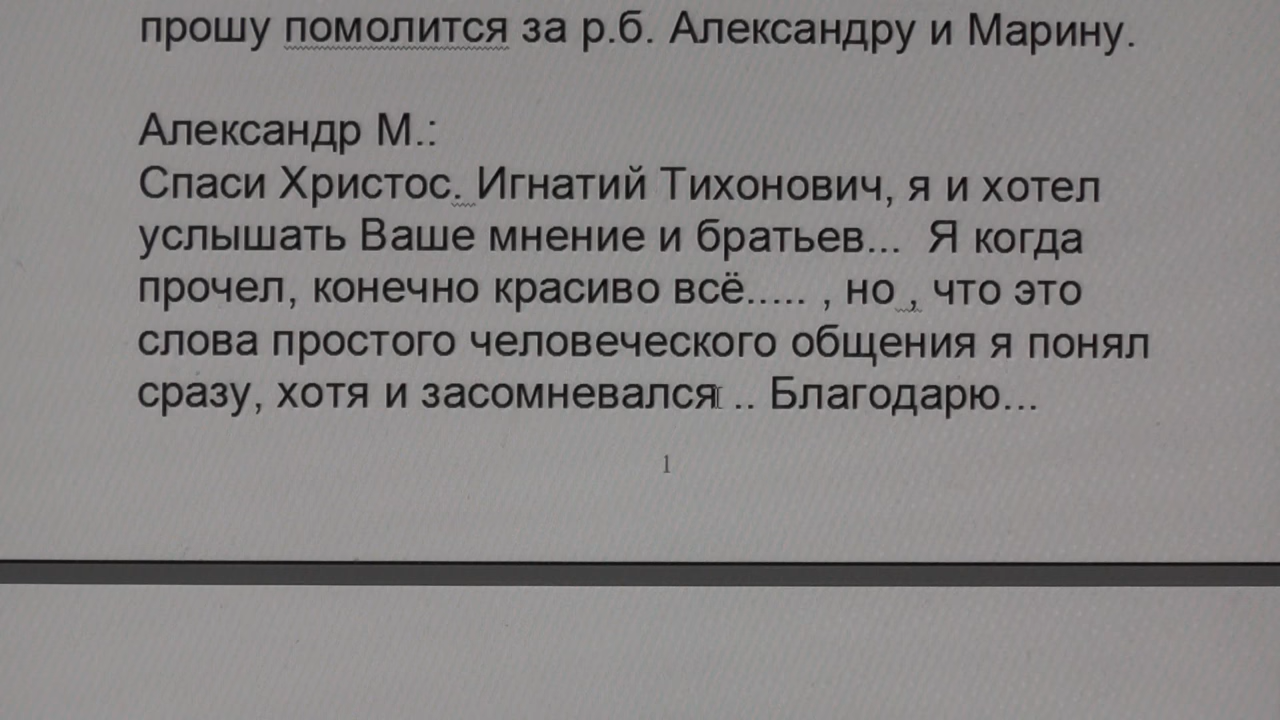 прошу помолится за р.б. Александру и Марину.
Александр М.:
Спаси Христос. Игнатий Тихонович, я и хотел
услышать Ваше мнение и братьев... Я когда
прочел, конечно красиво всё..... , но , что это
слова простого человеческого общения я понял
сразу, хотя и засомневался .. Благодарю...
1